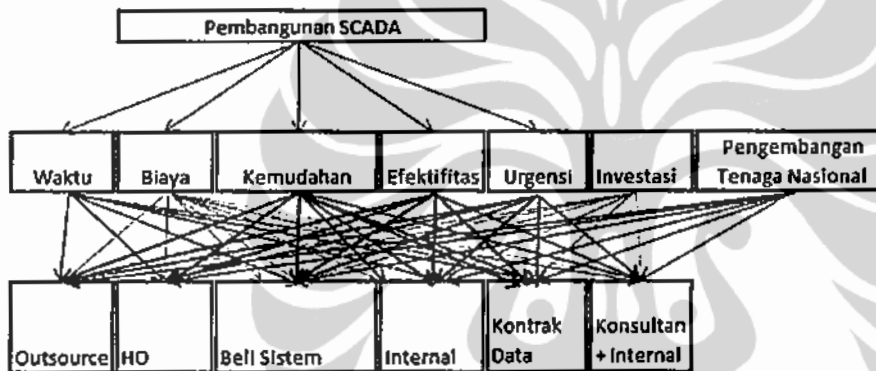 Pembangunan SCADA
Waktu
Biaya
Kemudahan
Efektifitas
Urgensi
Investasi
Pengembangan
Tenaga Nasional
Outsource
HO
Beli Sistem
Internal
Kontrak
Data
Konsultan
+ Internal